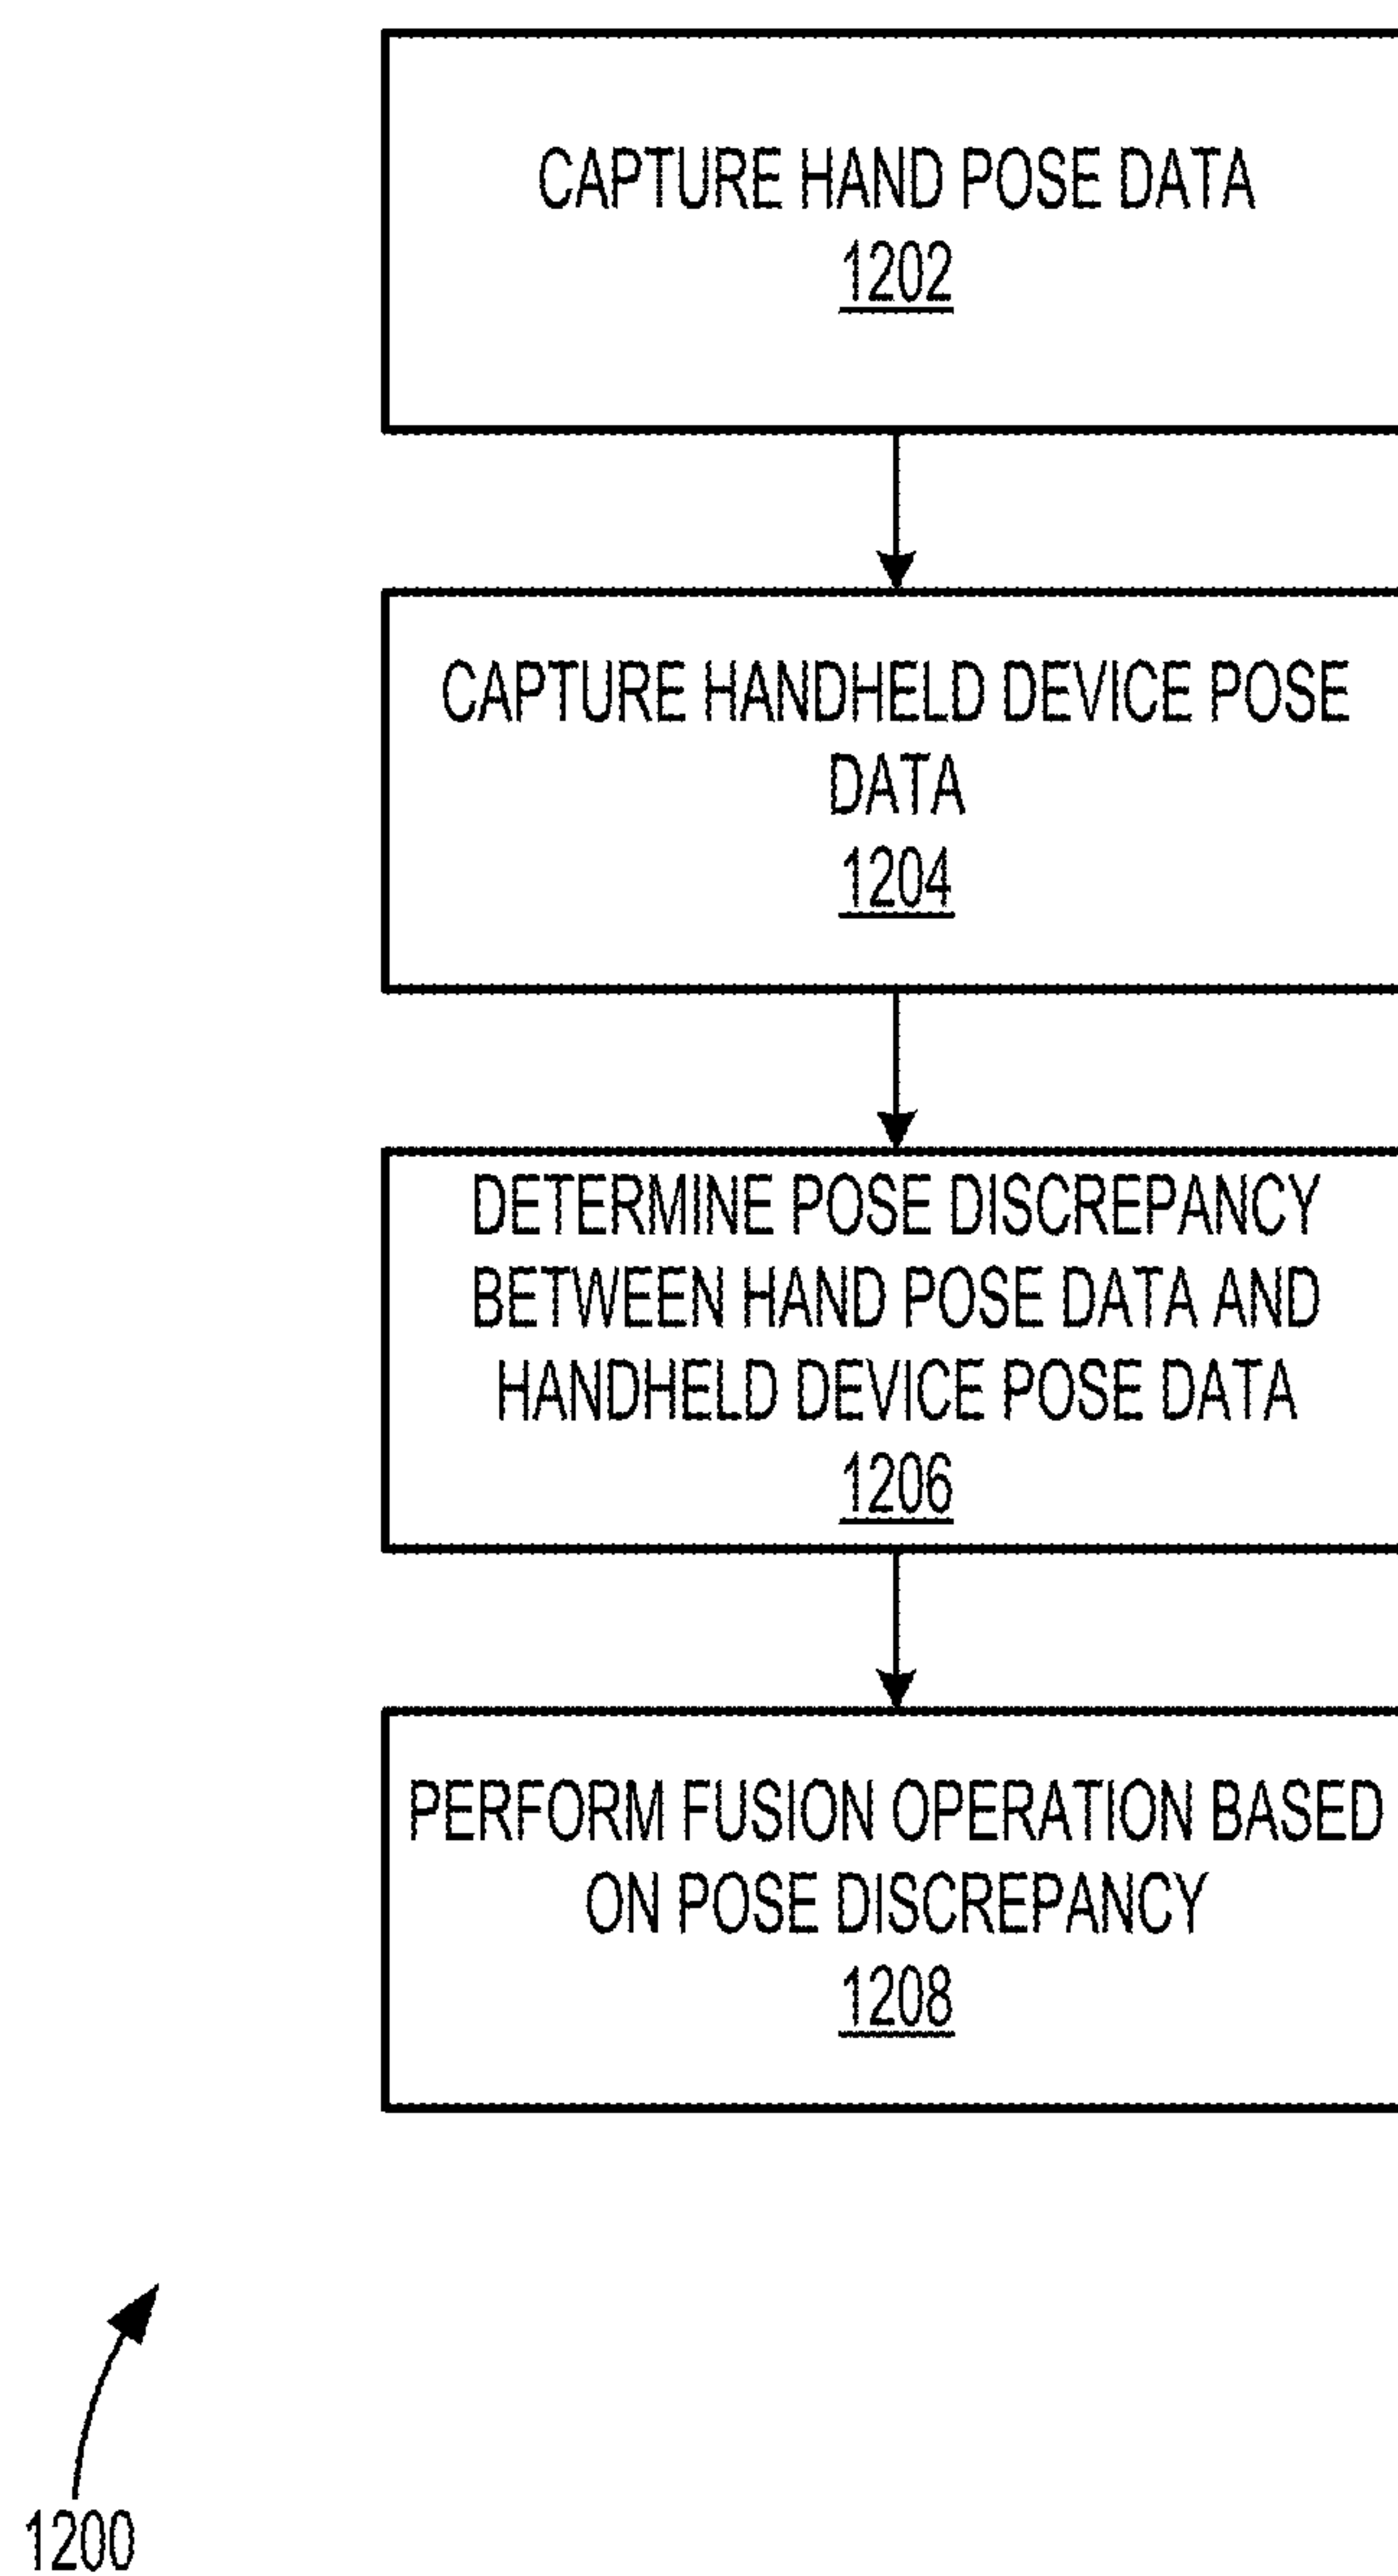 CAPTURE HAND POSE DATA
1202
CAPTURE HANDHELD DEVICE POSE
DATA
1204
DETERMINE POSE DISCREPANCY
BETWEEN HAND POSE DATA AND
HANDHELD DEVICE POSE DATA
1206
PERFORM FUSION OPERATION BASED
ON POSE DISCREPANCY
1208
1200